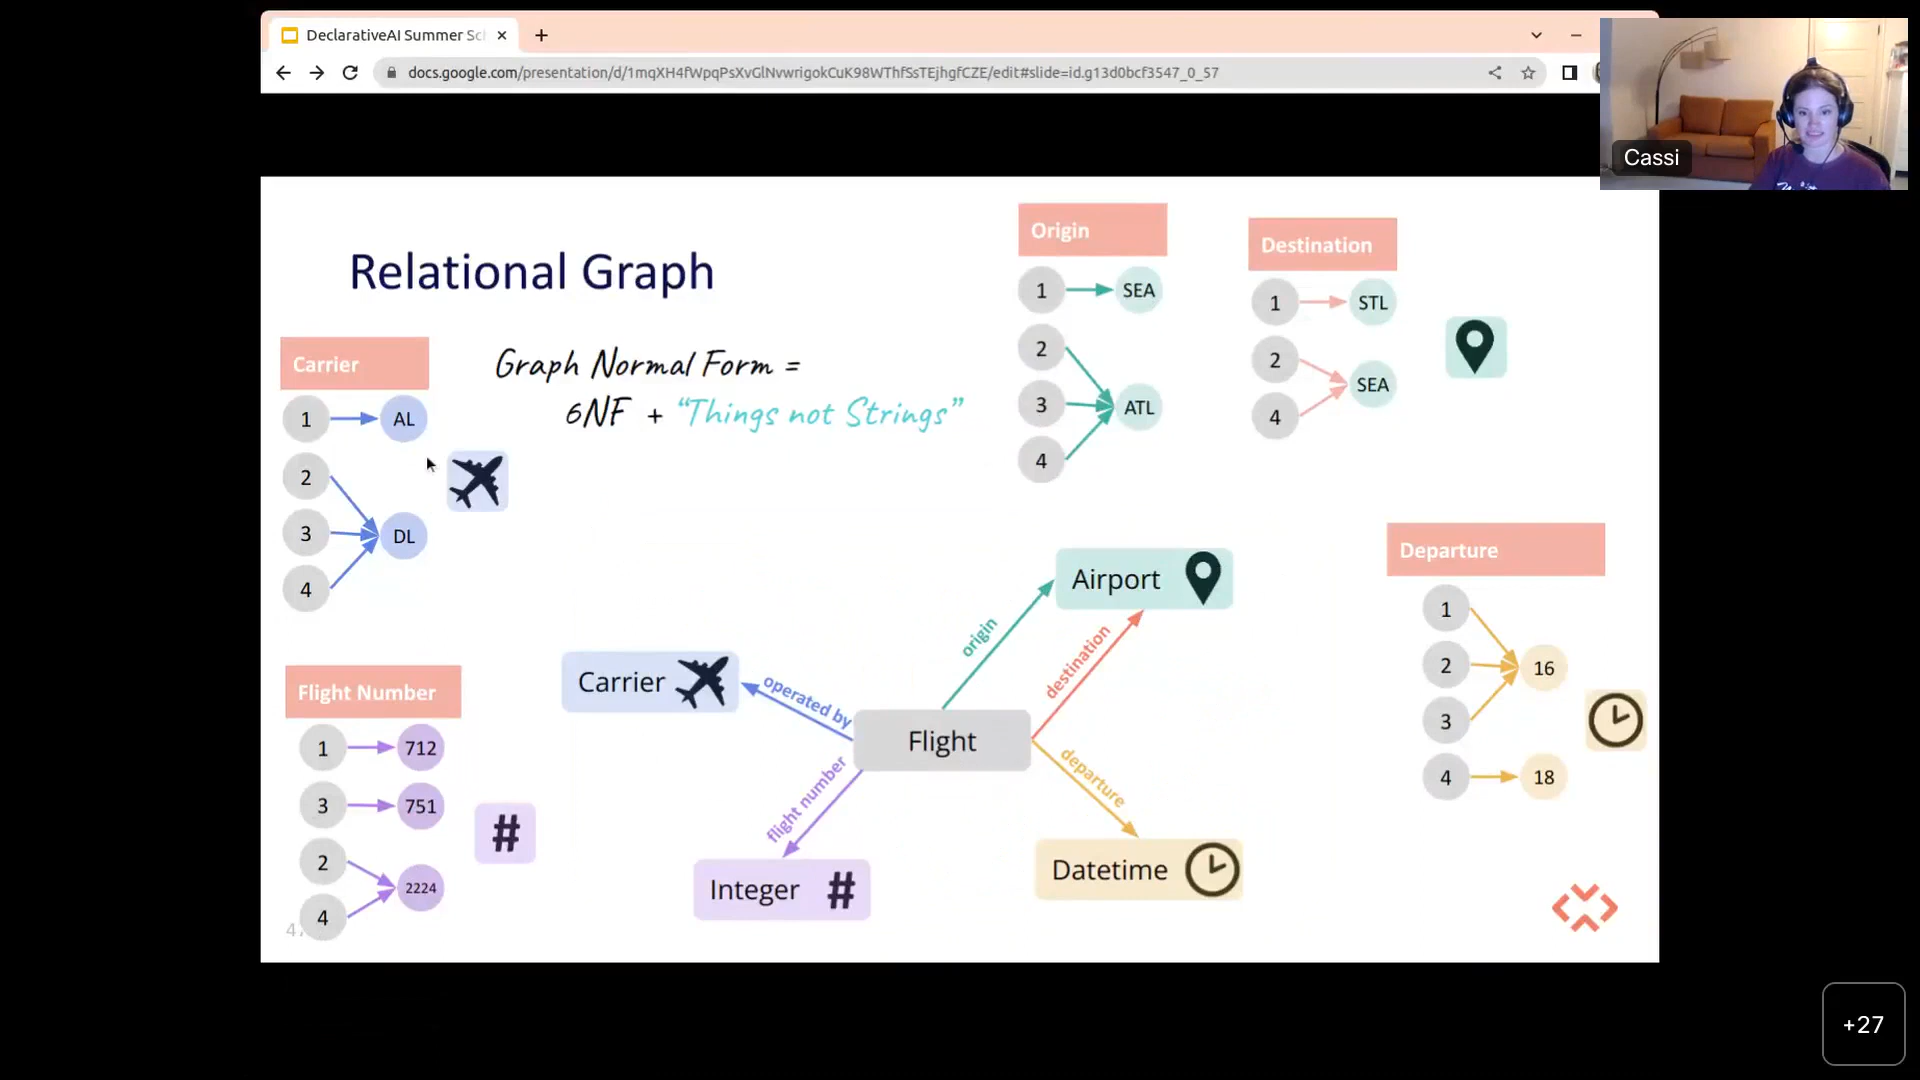 DeclarativeAI Summer Sc
docs.google.com/presentation/d/1mqXH4fWpqPsXvGlNvwrigokCuK98WThfSsTEjhgfCZE/edit#slide=id.g13d0bcf3547_0_57
Cassi
Relational Graph
Graph Normal Form =
6NF + "Things not Strings"
Origin
1 SEA
2
3 ATL
4
Destination
1 STL
2
SEA
4
Carrier
1 AL
2
3 DL
4
Flight Number
1 712
3 751
2
2224
4
Departure
1
2 16
3
4 18
Airport
origin
destination
Carrier
operated by
Flight
flight number
departure
Integer #
Datetime
#
+27